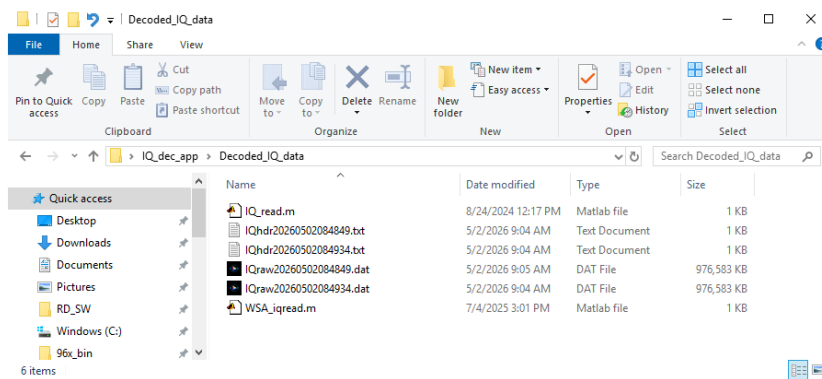 Decoded_IQ_data
File Home Share View
Pin to Quick access
Copy
Paste
Cut
Copy path
Paste shortcut
Clipboard
Move to
Copy to
Delete
Rename
Organize
New folder
New item
Easy access
New
Properties
Open
Edit
History
Open
Select all
Select none
Invert selection
Select
IQ_dec_app > Decoded_IQ_data
Search Decoded_IQ_data
Quick access
Desktop
Downloads
Documents
Pictures
RD_SW
Windows (C:)
96x_bin
Name Date modified Type Size
IQ_read.m 8/24/2024 12:17 PM Matlab file 1 KB
IQhdr20260502084849.txt 5/2/2026 9:04 AM Text Document 1 KB
IQhdr20260502084934.txt 5/2/2026 9:04 AM Text Document 1 KB
IQraw20260502084849.dat 5/2/2026 9:05 AM DAT File 976,583 KB
IQraw20260502084934.dat 5/2/2026 9:04 AM DAT File 976,583 KB
WSA_iqread.m 7/4/2025 3:01 PM Matlab file 1 KB
6 items